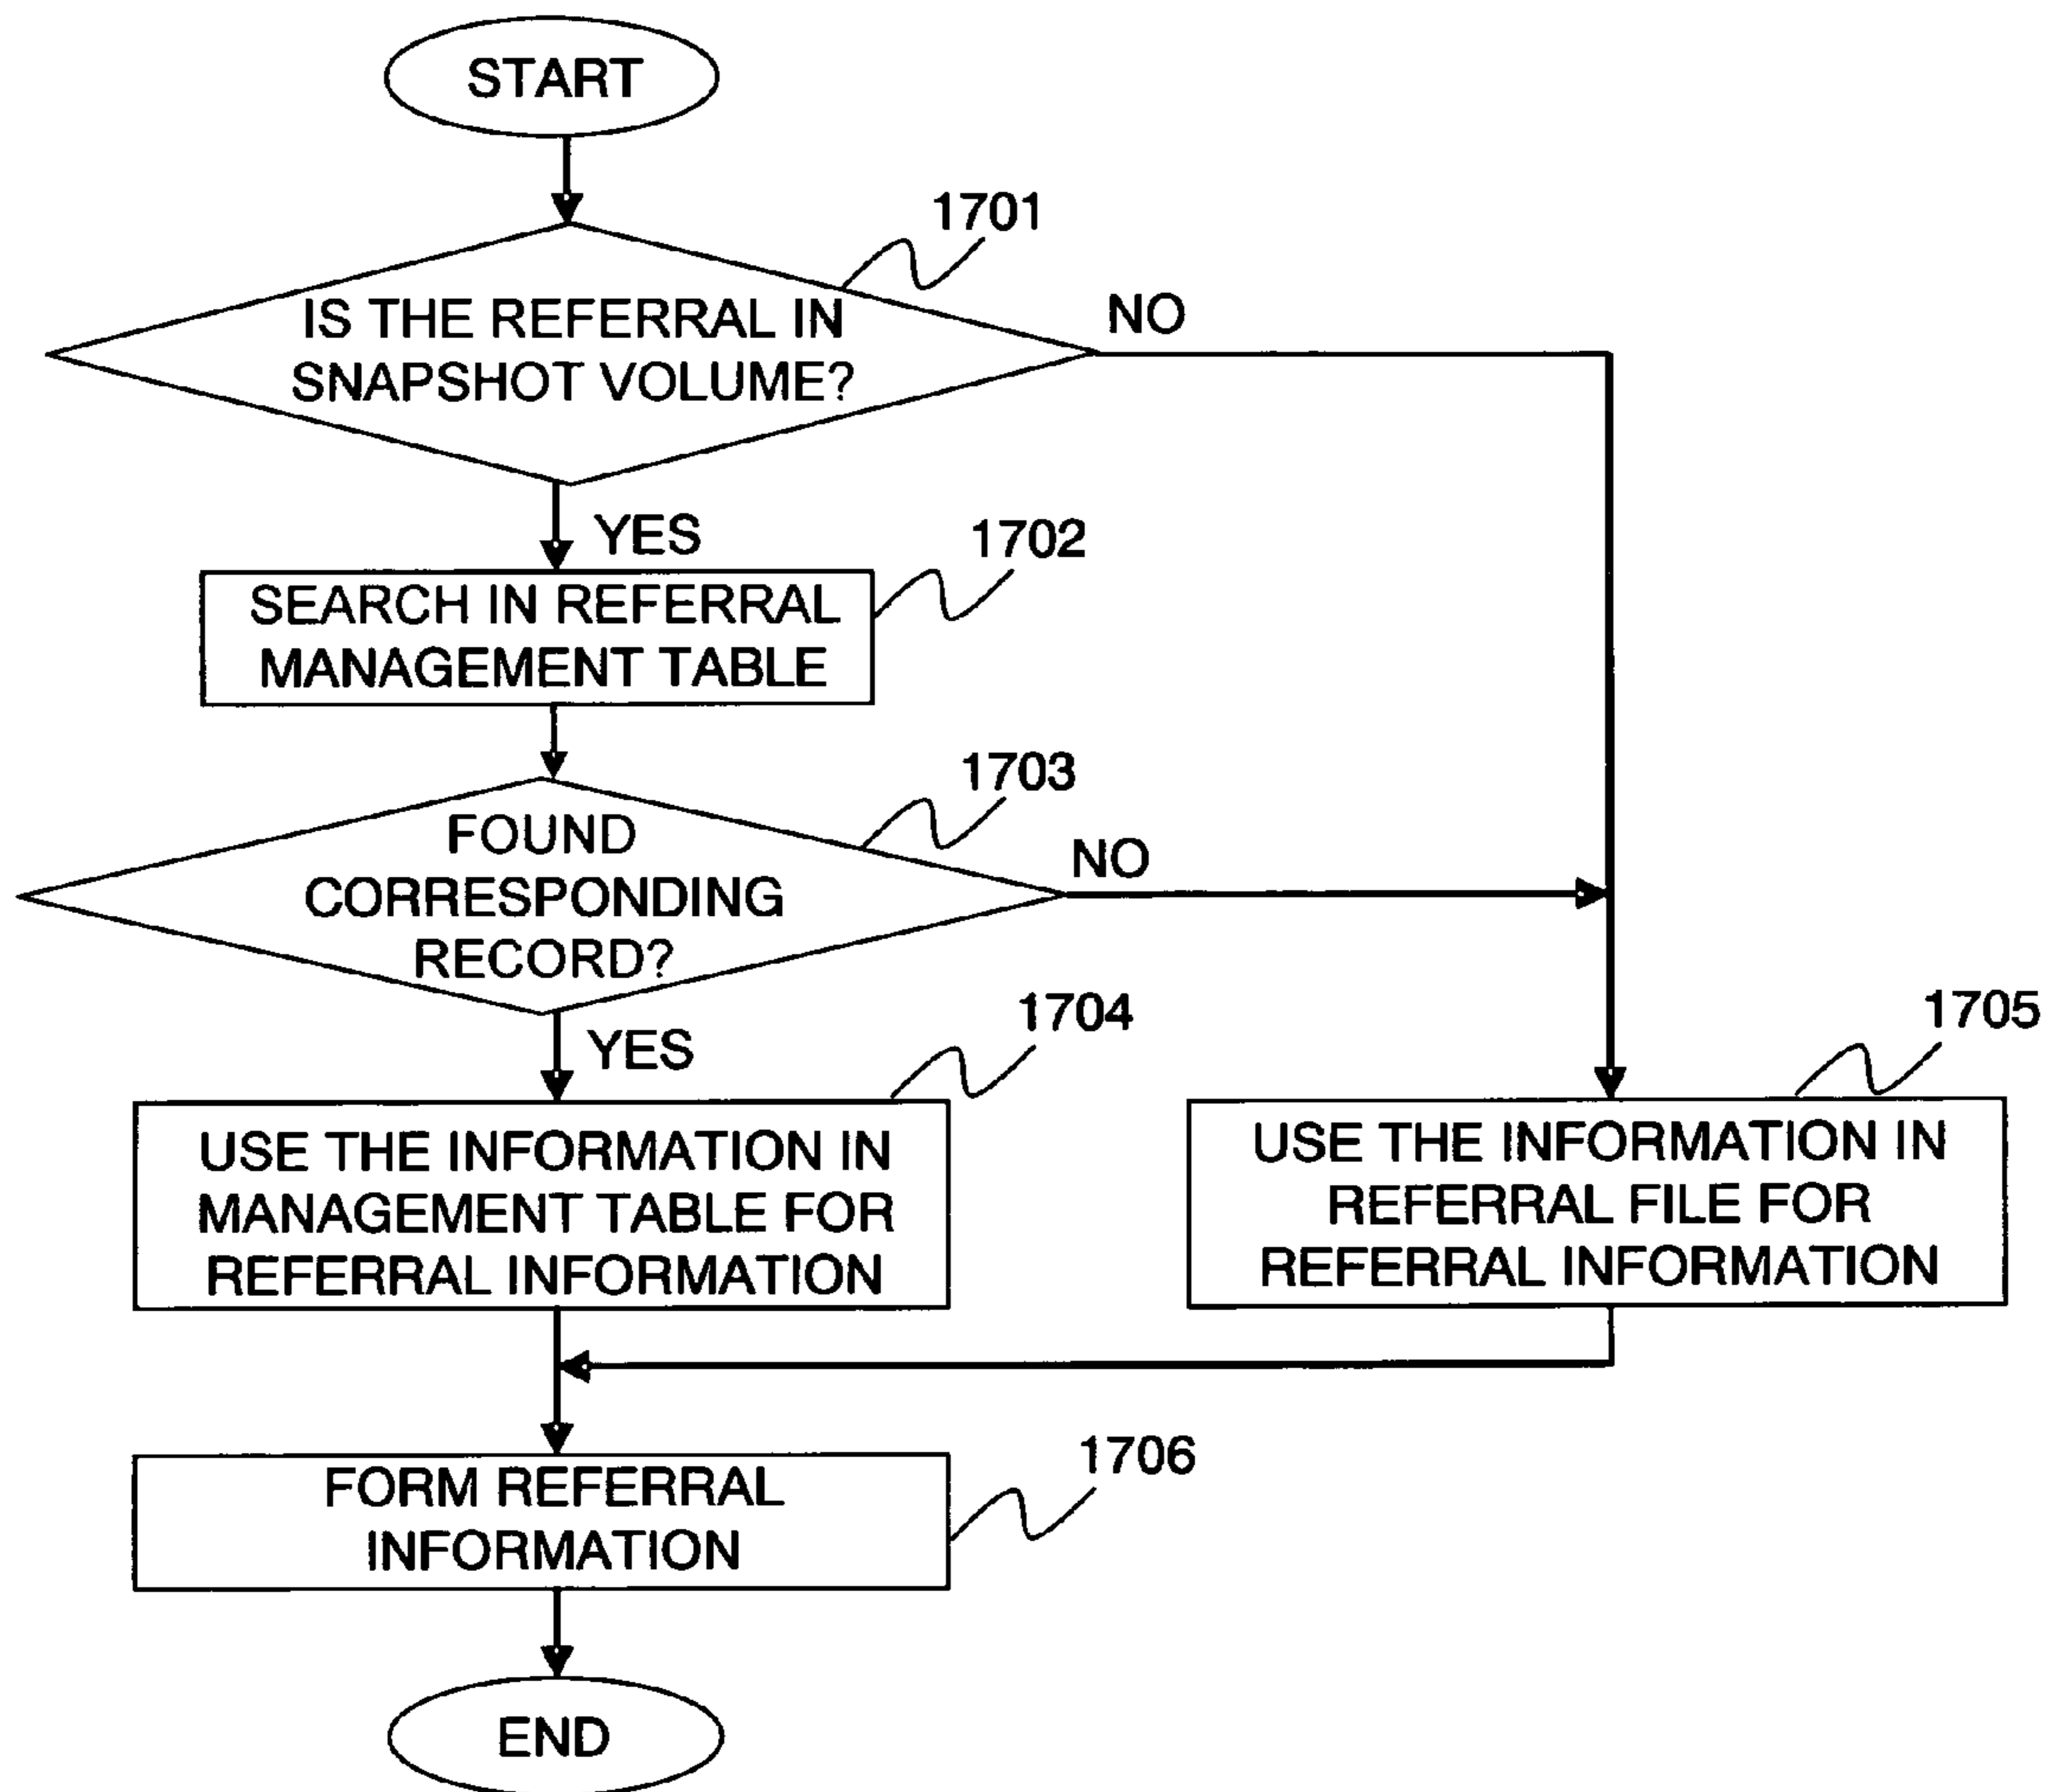 START
1701
IS THE REFERRAL IN
SNAPSHOT VOLUME?
NO
YES
1702
SEARCH IN REFERRAL
MANAGEMENT TABLE
1703
FOUND
CORRESPONDING
RECORD?
NO
YES
1704
USE THE INFORMATION IN
MANAGEMENT TABLE FOR
REFERRAL INFORMATION
1705
USE THE INFORMATION IN
REFERRAL FILE FOR
REFERRAL INFORMATION
1706
FORM REFERRAL
INFORMATION
END